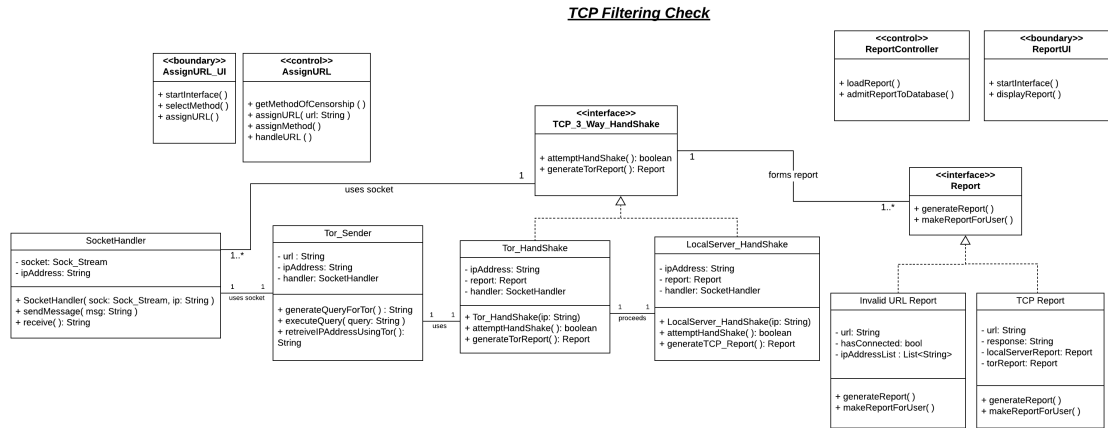 TCP Filtering Check
<<boundary>>
AssignURL_UI
+ startInterface( )
+ selectMethod( )
+ assignURL( )
<<control>>
AssignURL
+ getMethodOfCensorship ( )
+ assignURL( url: String )
+ assignMethod( )
+ handleURL ( )
<<control>>
ReportController
+ loadReport( )
+ admitReportToDatabase( )
<<boundary>>
ReportUI
+ startInterface( )
+ displayReport( )
<<interface>>
TCP_3_Way_HandShake
+ attemptHandShake( ): boolean
+ generateTorReport( ): Report
1
uses socket
1..*
1
forms report
1..*
<<interface>>
Report
+ generateReport( )
+ makeReportForUser( )
SocketHandler
- socket: Sock_Stream
- ipAddress: String
+ SocketHandler( sock: Sock_Stream, ip: String )
+ sendMessage( msg: String )
+ receive( ): String
1
1
uses socket
Tor_Sender
- url : String
- ipAddress: String
- handler: SocketHandler
+ generateQueryForTor( ) : String
+ executeQuery( query: String )
+ retreiveIPAddressUsingTor( ):
String
1
1
uses
Tor_HandShake
- ipAddress: String
- report: Report
- handler: SocketHandler
+ Tor_HandShake(ip: String)
+ attempthandShake( ): boolean
+ generateTorReport( ): Report
1
1
proceeds
LocalServer_HandShake
- ipAddress: String
- report: Report
- handler: SocketHandler
+ LocalServer_HandShake(ip: String)
+ attemptHandShake( ): boolean
+ generateTCP_Report( ): Report
Invalid URL Report
- url: String
- hasConnected: bool
- ipAddressList : List<String>
+ generateReport( )
+ makeReportForUser( )
TCP Report
- url: String
- response: String
- localServerReport: Report
- torReport: Report
+ generateReport( )
+ makeReportForUser( )